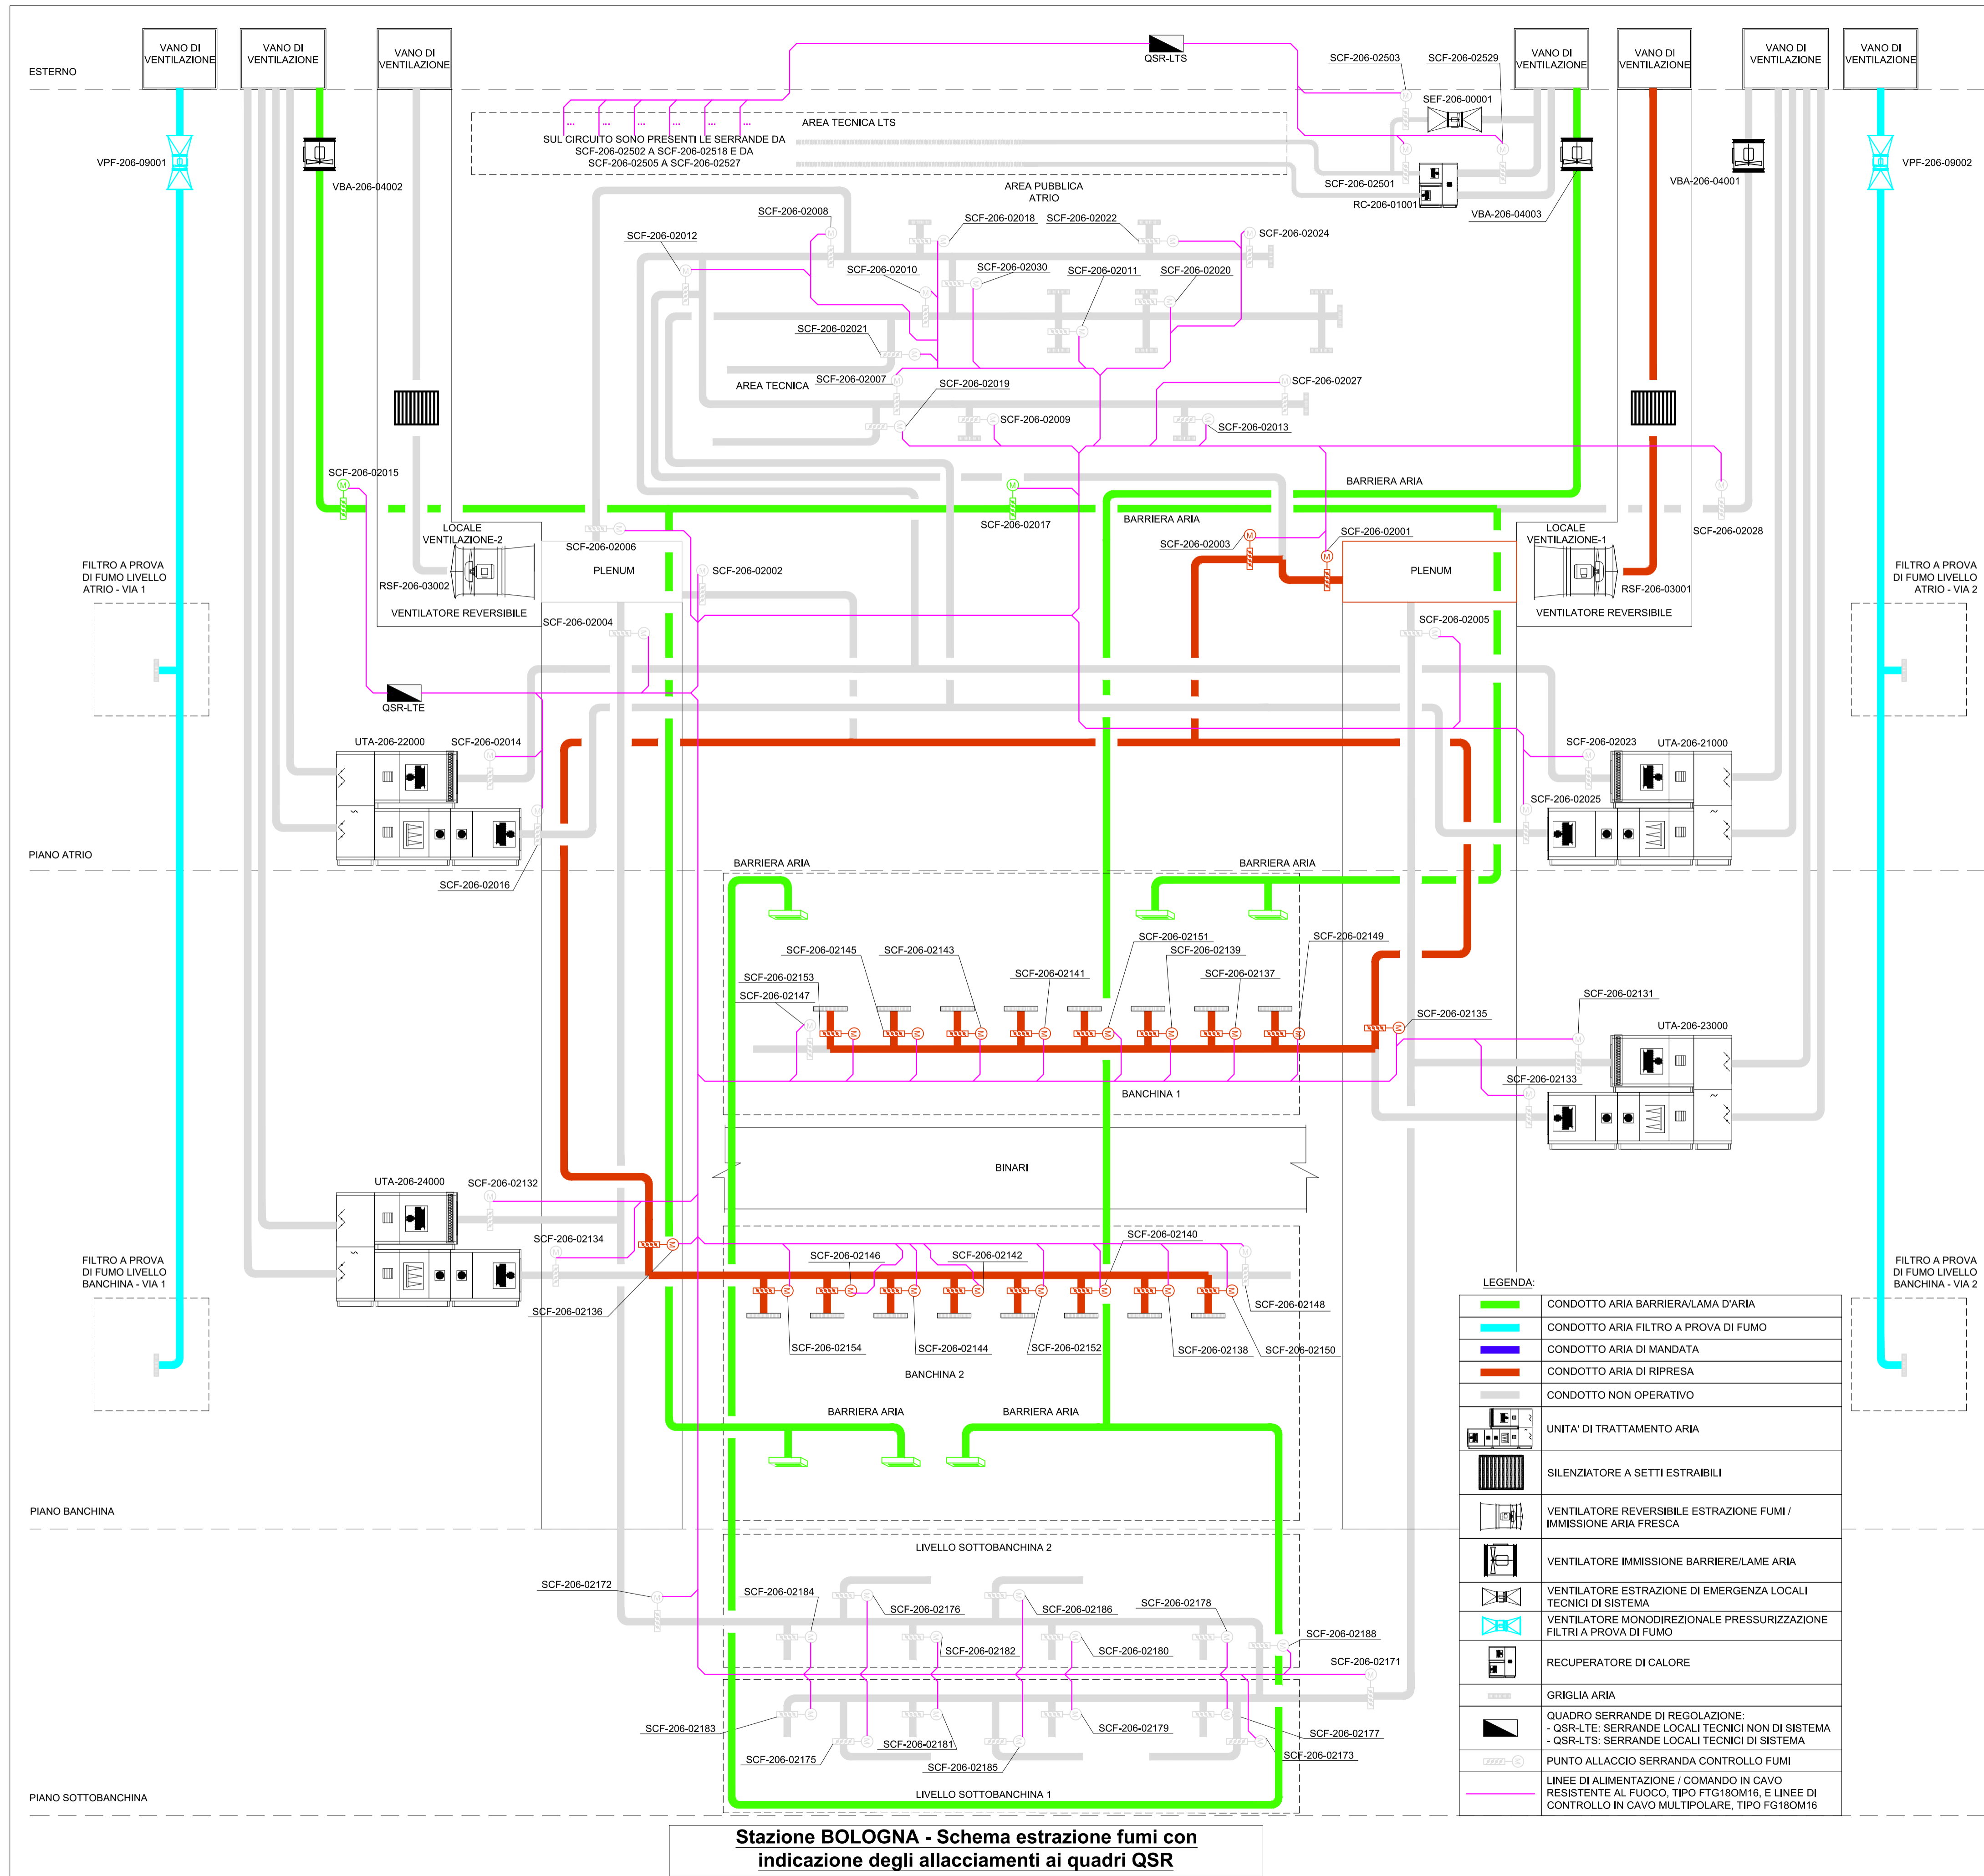 VANO DI
VENTILAZIONE
VANO DI
VENTILAZIONE
VANO DI
VENTILAZIONE
QSR-LTS
SCF-206-02503
SCF-206-02529
VANO DI
VENTILAZIONE
VANO DI
VENTILAZIONE
VANO DI
VENTILAZIONE
VANO DI
VENTILAZIONE
ESTERNO
SEF-206-00001
... ... ... ... ... ...
AREA TECNICA LTS
SUL CIRCUITO SONO PRESENTI LE SERRANDE DA
SCF-206-02502 A SCF-206-02518 E DA
SCF-206-02505 A SCF-206-02527
VPF-206-09001
VBA-206-04002
SCF-206-02501
RC-206-01001
VBA-206-04003
VBA-206-04001
VPF-206-09002
AREA PUBBLICA
ATRIO
SCF-206-02008
SCF-206-02018
SCF-206-02022
SCF-206-02024
SCF-206-02012
SCF-206-02010
SCF-206-02030
SCF-206-02011
SCF-206-02020
SCF-206-02021
AREA TECNICA
SCF-206-02007
SCF-206-02019
SCF-206-02027
SCF-206-02009
SCF-206-02013
SCF-206-02015
BARRIERA ARIA
BARRIERA ARIA
SCF-206-02017
SCF-206-02028
LOCALE
VENTILAZIONE-2
SCF-206-02006
SCF-206-02003
SCF-206-02001
LOCALE
VENTILAZIONE-1
PLENUM
SCF-206-02002
PLENUM
RSF-206-03002
RSF-206-03001
VENTILATORE REVERSIBILE
VENTILATORE REVERSIBILE
FILTRO A PROVA
DI FUMO LIVELLO
ATRIO - VIA 1
FILTRO A PROVA
DI FUMO LIVELLO
ATRIO - VIA 2
SCF-206-02004
SCF-206-02005
QSR-LTE
UTA-206-22000
SCF-206-02014
SCF-206-02023
UTA-206-21000
SCF-206-02025
PIANO ATRIO
SCF-206-02016
BARRIERA ARIA
BARRIERA ARIA
SCF-206-02145
SCF-206-02143
SCF-206-02151
SCF-206-02139
SCF-206-02149
SCF-206-02153
SCF-206-02141
SCF-206-02137
SCF-206-02147
SCF-206-02131
SCF-206-02135
UTA-206-23000
SCF-206-02133
BANCHINA 1
BINARI
UTA-206-24000
SCF-206-02132
SCF-206-02134
SCF-206-02146
SCF-206-02142
SCF-206-02140
SCF-206-02136
SCF-206-02148
SCF-206-02154
SCF-206-02144
SCF-206-02152
SCF-206-02138
SCF-206-02150
BANCHINA 2
FILTRO A PROVA
DI FUMO LIVELLO
BANCHINA - VIA 1
FILTRO A PROVA
DI FUMO LIVELLO
BANCHINA - VIA 2
BARRIERA ARIA
BARRIERA ARIA
PIANO BANCHINA
LIVELLO SOTTOBANCHINA 2
SCF-206-02172
SCF-206-02184
SCF-206-02176
SCF-206-02186
SCF-206-02178
SCF-206-02182
SCF-206-02180
SCF-206-02188
SCF-206-02171
SCF-206-02183
SCF-206-02179
SCF-206-02177
SCF-206-02175
SCF-206-02181
SCF-206-02185
SCF-206-02173
LIVELLO SOTTOBANCHINA 1
PIANO SOTTOBANCHINA
LEGENDA:
CONDOTTO ARIA BARRIERA/LAMA D'ARIA
CONDOTTO ARIA FILTRO A PROVA DI FUMO
CONDOTTO ARIA DI MANDATA
CONDOTTO ARIA DI RIPRESA
CONDOTTO NON OPERATIVO
UNITA' DI TRATTAMENTO ARIA
SILENZIATORE A SETTI ESTRAIBILI
VENTILATORE REVERSIBILE ESTRAZIONE FUMI /
IMMISSIONE ARIA FRESCA
VENTILATORE IMMISSIONE BARRIERE/LAME ARIA
VENTILATORE ESTRAZIONE DI EMERGENZA LOCALI
TECNICI DI SISTEMA
VENTILATORE MONODIREZIONALE PRESSURIZZAZIONE
FILTRI A PROVA DI FUMO
RECUPERATORE DI CALORE
GRIGLIA ARIA
QUADRO SERRANDE DI REGOLAZIONE:
- QSR-LTE: SERRANDE LOCALI TECNICI NON DI SISTEMA
- QSR-LTS: SERRANDE LOCALI TECNICI DI SISTEMA
PUNTO ALLACCIO SERRANDA CONTROLLO FUMI
LINEE DI ALIMENTAZIONE / COMANDO IN CAVO
RESISTENTE AL FUOCO, TIPO FTG18OM16, E LINEE DI
CONTROLLO IN CAVO MULTIPOLARE, TIPO FG18OM16
Stazione BOLOGNA - Schema estrazione fumi con
indicazione degli allacciamenti ai quadri QSR